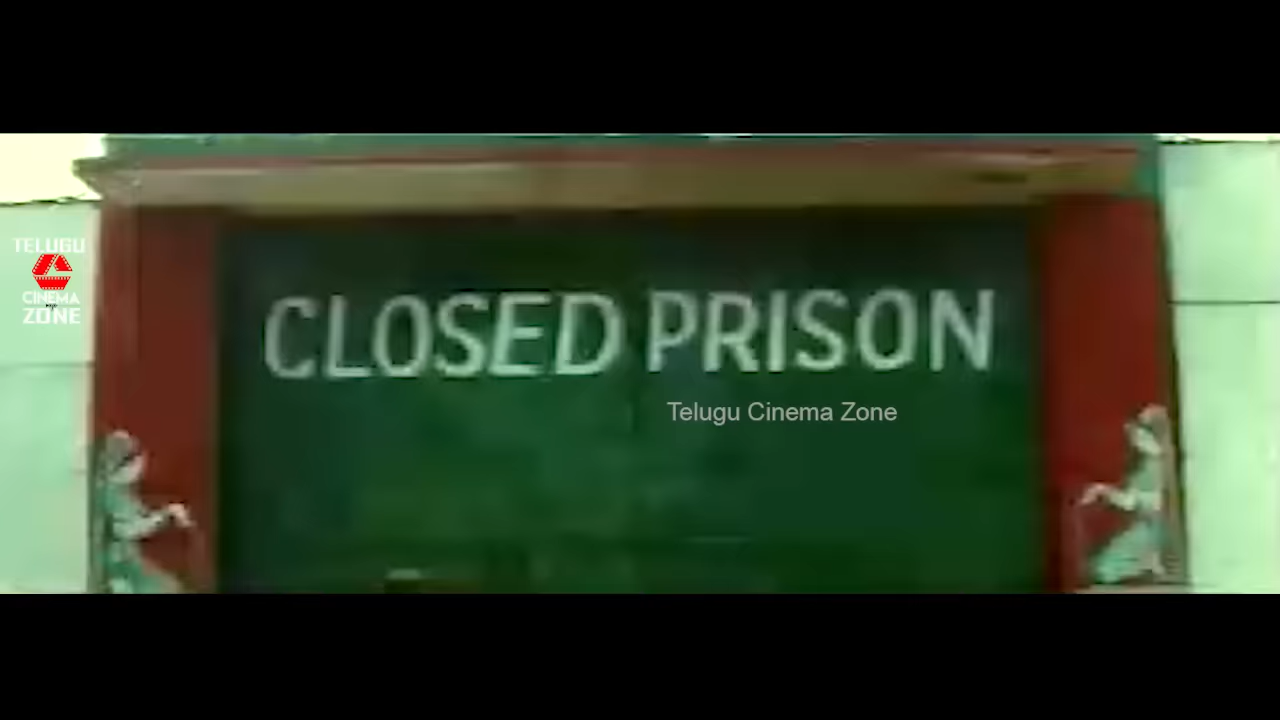 TELUGU
CINEMA
ZONE
CLOSED PRISON
Telugu Cinema Zone